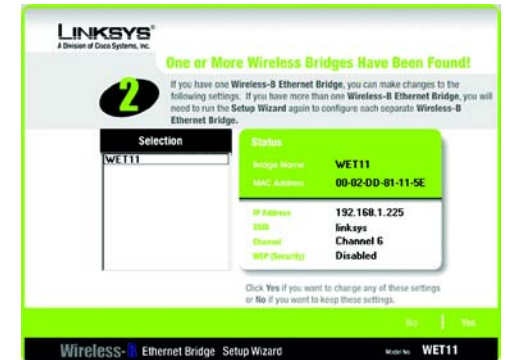 LINKSYS®
A Division of Cisco Systems, Inc.
One or More Wireless Bridges Have Been Found!
2
If you have one Wireless-B Ethernet Bridge, you can make changes to the
following settings. If you have more than one Wireless-B Ethernet Bridge, you will
need to run the Setup Wizard again to configure each separate Wireless-B
Ethernet Bridge.
Selection
WET11
Status
Bridge Name WET11
MAC Address 00-02-DD-81-11-5E
IP Address 192.168.1.225
SSID linksys
Channel Channel 6
WEP (Security) Disabled
Click Yes if you want to change any of these settings
or No if you want to keep these settings.
No | Yes
Wireless-B Ethernet Bridge Setup Wizard
Model No WET11